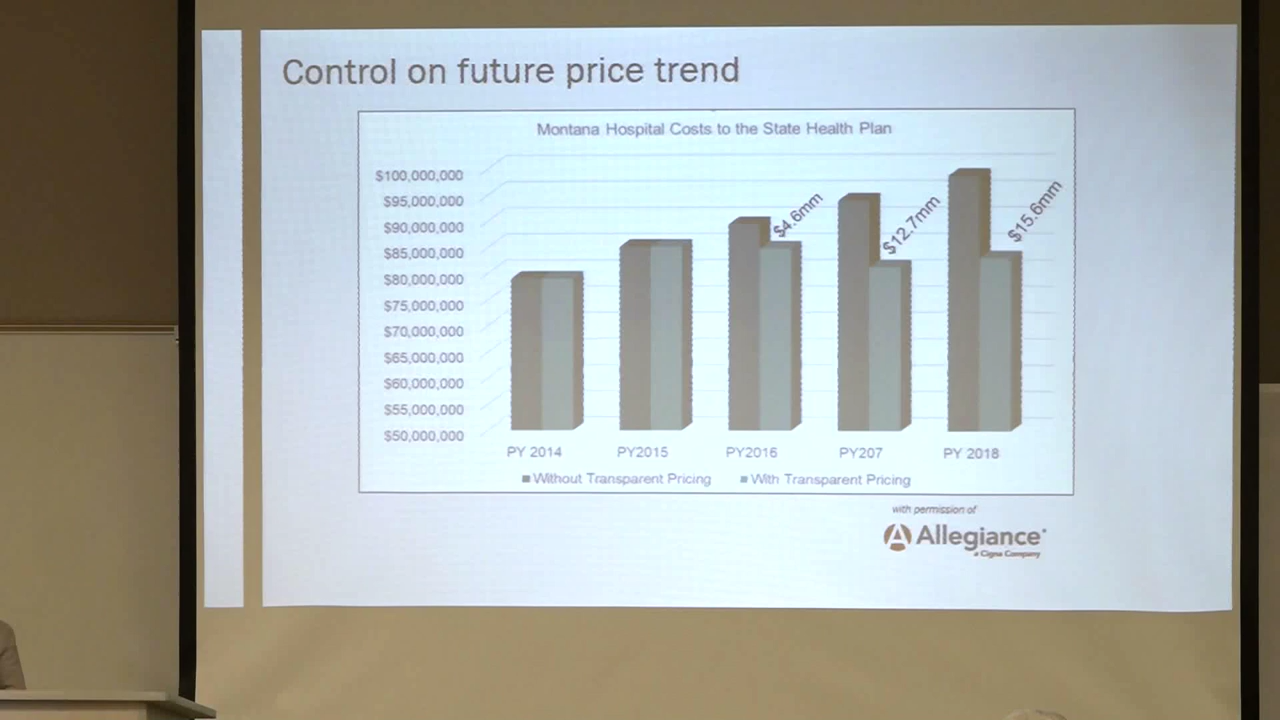 Control on future price trend
Montana Hospital Costs to the State Health Plan
$100,000,000
$95,000,000
$90,000,000
$85,000,000
$80,000,000
$75,000,000
$70,000,000
$65,000,000
$60,000,000
$55,000,000
$50,000,000
$4.6mm
$12.7mm
$15.6mm
PY 2014
PY2015
PY2016
PY207
PY 2018
Without Transparent Pricing
With Transparent Pricing
with permission of
Allegiance
a Cigna Company